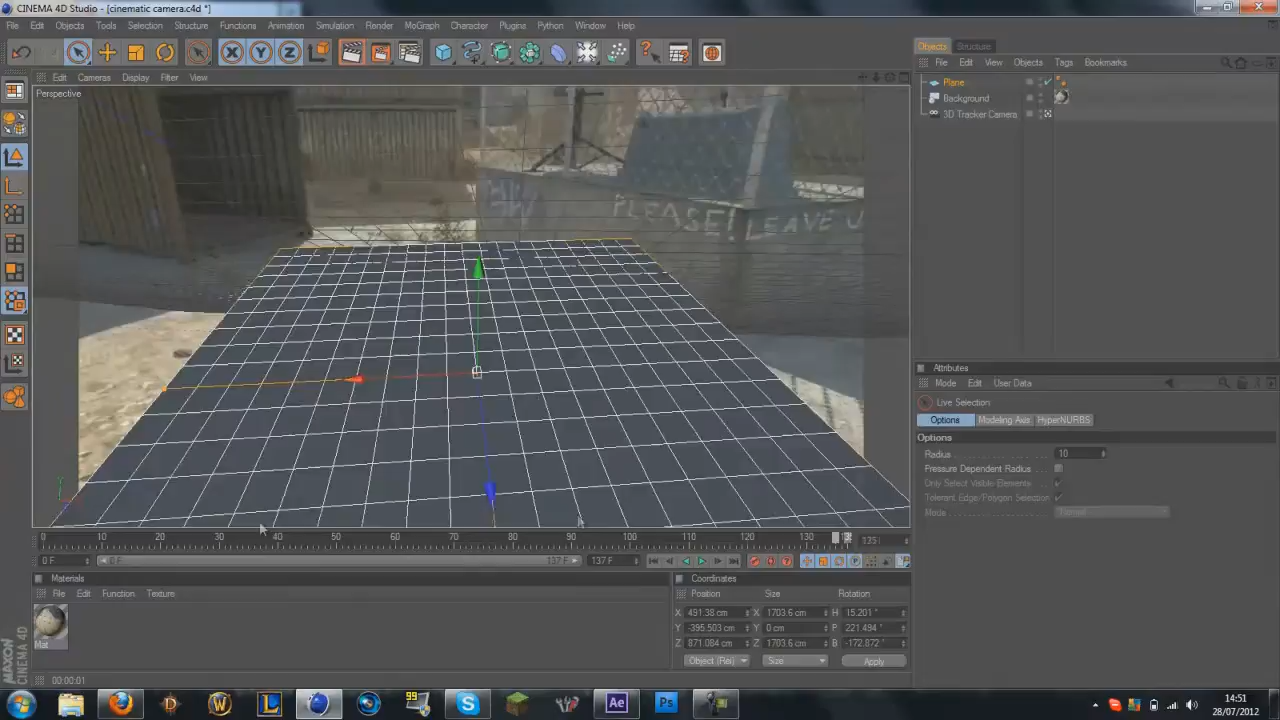 CINEMA 4D Studio - [cinematic camera.c4d *]
File Edit Objects Tools Selection Structure Functions Animation Simulation Render MoGraph Character Plugins Python Window Help
Edit Cameras Display Filter View
Perspective
PLEASE! LEAVE U
0 10 20 30 40 50 60 70 80 90 100 110 120 130 135
0 F 0 F 137 F 137 F
Materials
File Edit Function Texture
Mat
00:00:01
MAXON
CINEMA 4D
Coordinates
Position Size Rotation
X 491.38 cm X 1703.6 cm H 15.201 °
Y -395.503 cm Y 0 cm P 221.494 °
Z 871.084 cm Z 1703.6 cm B -172.872 °
Object (Rel) Size Apply
Objects Structure
File Edit View Objects Tags Bookmarks
Plane
Background
3D Tracker Camera
Attributes
Mode Edit User Data
Live Selection
Options Modeling Axis HyperNURBS
Options
Radius 10
Pressure Dependent Radius
Only Select Visible Elements
Tolerant Edge/Polygon Selection
Mode Normal
99
Ae
Ps
14:51
28/07/2012